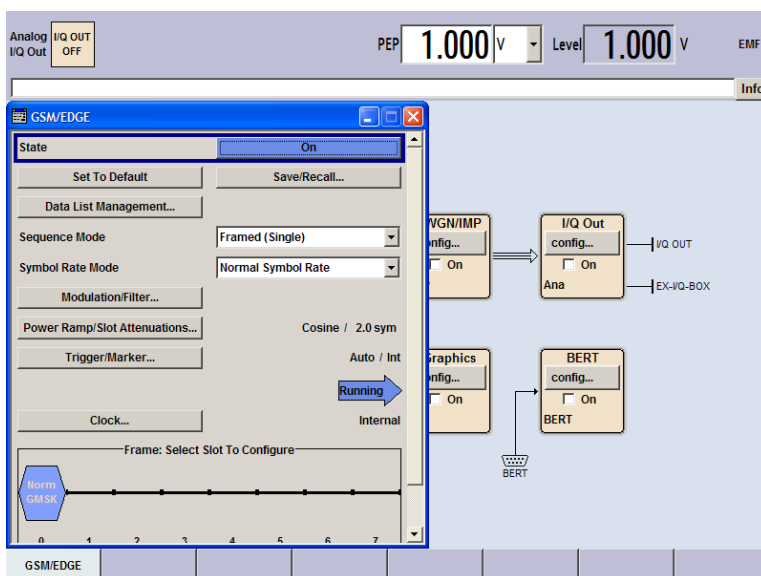 Analog I/Q OUT
I/Q Out OFF
PEP 1.000 V Level 1.000 V EMF
Info
GSM/EDGE
State On
Set To Default Save/Recall...
Data List Management...
Sequence Mode Framed (Single)
Symbol Rate Mode Normal Symbol Rate
Modulation/Filter...
Power Ramp/Slot Attenuations... Cosine / 2.0 sym
Trigger/Marker... Auto / Int
Running
Clock... Internal
Frame: Select Slot To Configure
Norm
GMSK
0 1 2 3 4 5 6 7
WGN/IMP
nfig...
On
I/Q Out
config...
On
Ana
I/Q OUT
EX-I/Q-BOX
Graphics
nfig...
On
BERT
config...
On
BERT
BERT
GSM/EDGE